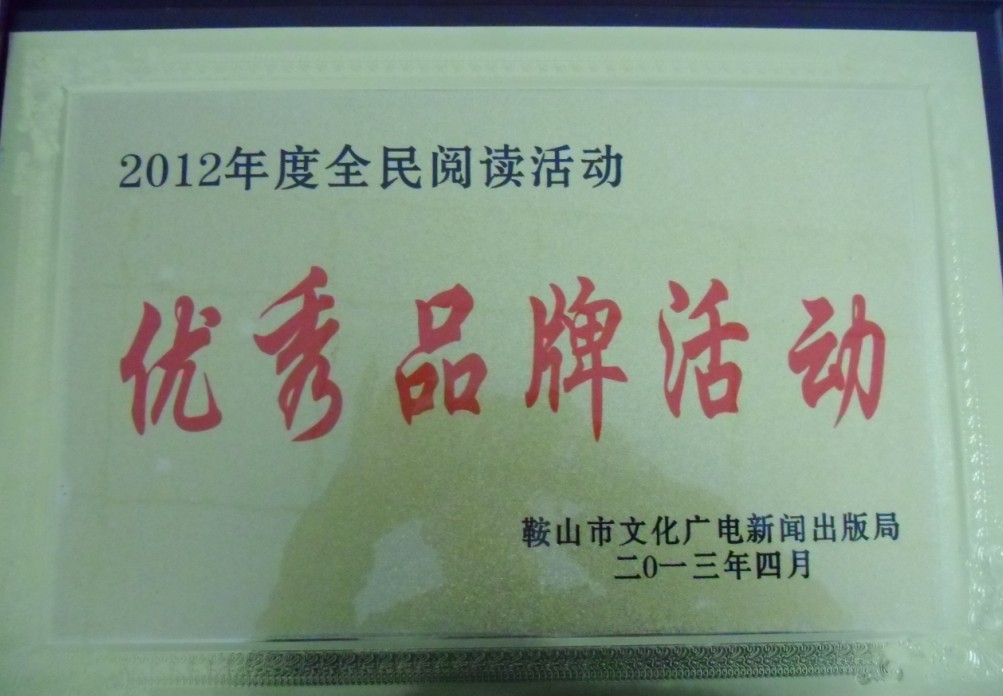 2012年度全民阅读活动
优秀品牌活动
鞍山市文化广电新闻出版局
二0一三年四月